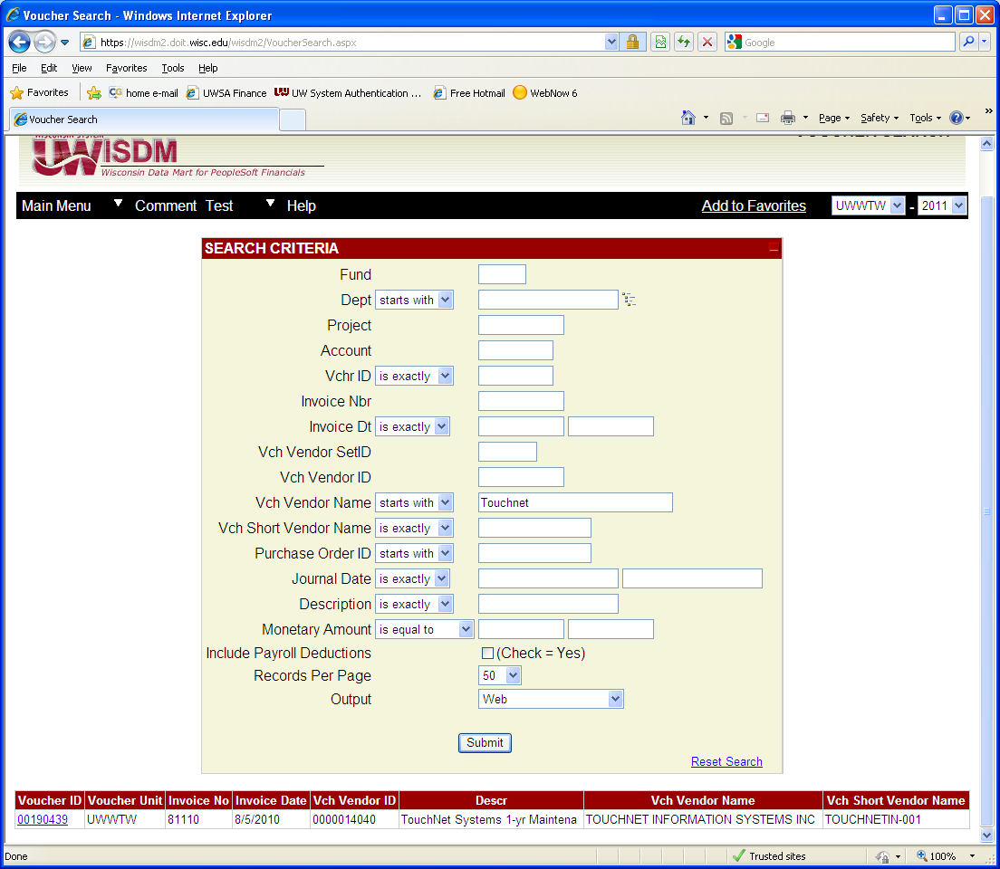 Voucher Search - Windows Internet Explorer
https://wisdm2.doit.wisc.edu/wisdm2/VoucherSearch.aspx
Google
File Edit View Favorites Tools Help
Favorites home e-mail UWSA Finance UW System Authentication ... Free Hotmail WebNow 6
Voucher Search
Page Safety Tools
WISCONSIN SYSTEM VOUCHER SEARCH
UWISDM
Wisconsin Data Mart for PeopleSoft Financials
Main Menu Comment Test Help Add to Favorites UWWTW - 2011
SEARCH CRITERIA
Fund
Dept starts with
Project
Account
Vchr ID is exactly
Invoice Nbr
Invoice Dt is exactly
Vch Vendor SetID
Vch Vendor ID
Vch Vendor Name starts with Touchnet
Vch Short Vendor Name is exactly
Purchase Order ID starts with
Journal Date is exactly
Description is exactly
Monetary Amount is equal to
Include Payroll Deductions (Check = Yes)
Records Per Page 50
Output Web
Submit
Reset Search
Voucher ID Voucher Unit Invoice No Invoice Date Vch Vendor ID Descr Vch Vendor Name Vch Short Vendor Name
00190439 UWWTW 81110 8/5/2010 0000014040 TouchNet Systems 1-yr Maintena TOUCHNET INFORMATION SYSTEMS INC TOUCHNETIN-001
Done Trusted sites 100%